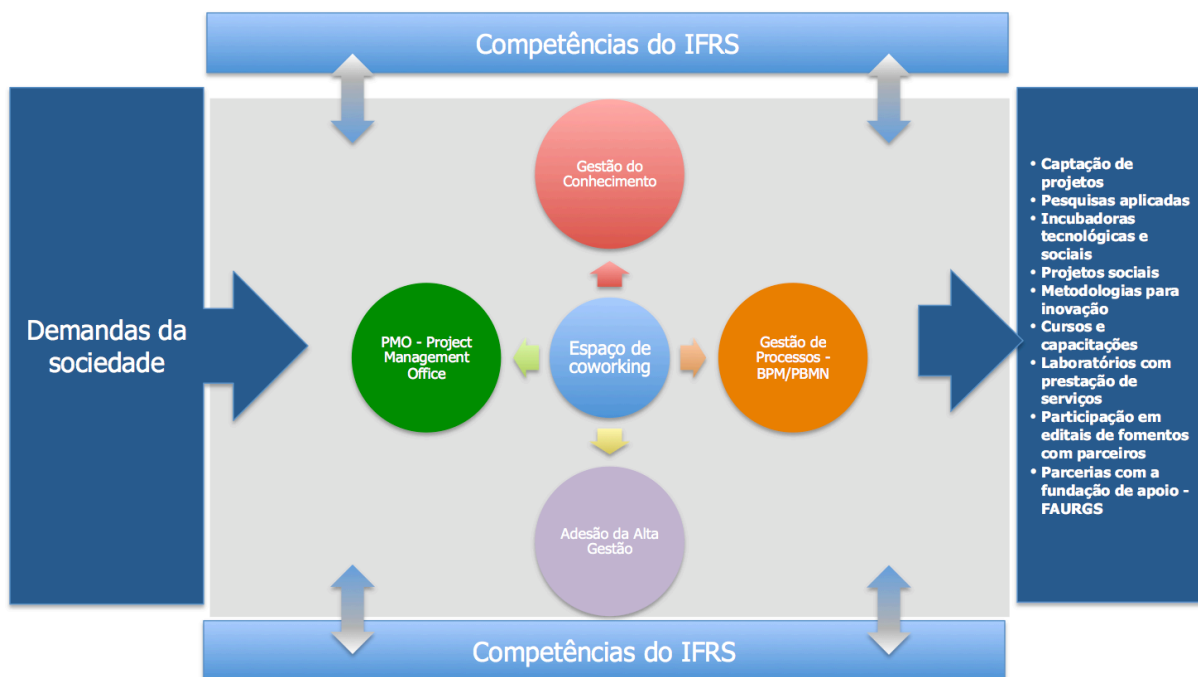 Competências do IFRS
Demandas da
sociedade
Gestão do
Conhecimento
PMO - Project
Management
Office
Espaço de
coworking
Gestão de
Processos -
BPM/PBMN
Adesão da Alta
Gestão
• Captação de
projetos
• Pesquisas aplicadas
• Incubadoras
tecnológicas e
sociais
• Projetos sociais
• Metodologias para
inovação
• Cursos e
capacitações
• Laboratórios com
prestação de
serviços
• Participação em
editais de fomentos
com parceiros
• Parcerias com a
fundação de apoio -
FAURGS
Competências do IFRS